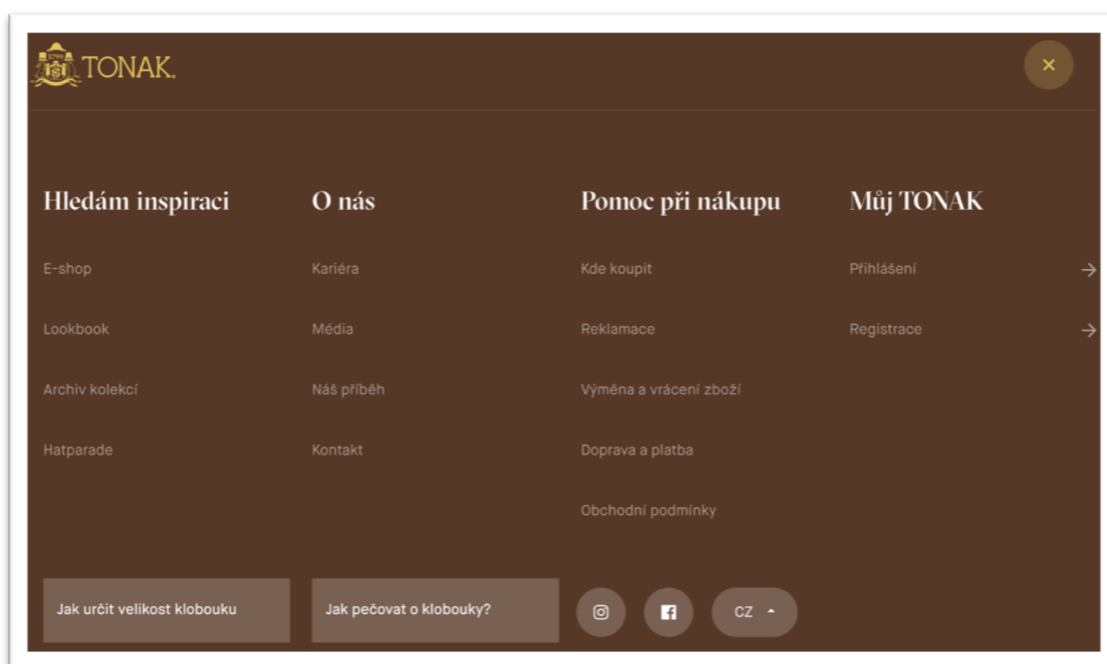 1799
TONAK.
Hledám inspiraci
E-shop
Lookbook
Archiv kolekcí
Hatparade
O nás
Kariéra
Média
Náš příběh
Kontakt
Pomoc při nákupu
Kde koupit
Reklamace
Výměna a vrácení zboží
Doprava a platba
Obchodní podmínky
Můj TONAK
Přihlášení
Registrace
Jak určit velikost klobouku
Jak pečovat o klobouky?
CZ